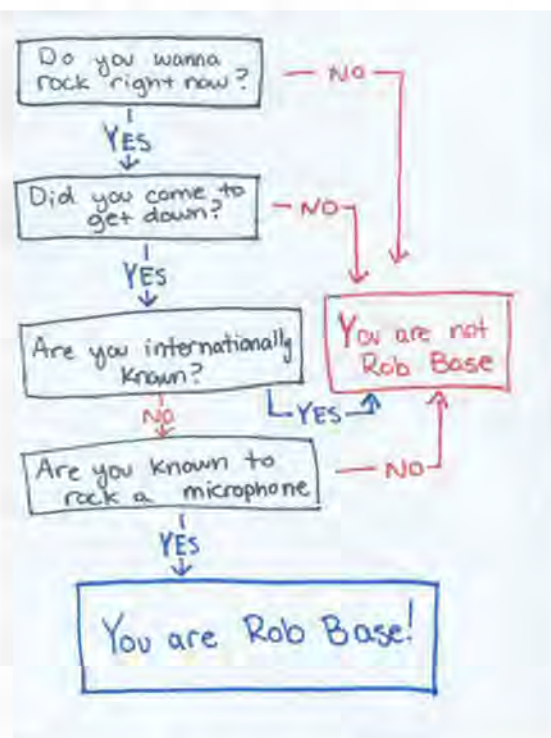 Do you wanna
rock right now?
NO
YES
Did you come to
get down?
NO
YES
Are you internationally
known?
You are not
Rob Base
NO
YES
Are you known to
rock a microphone
NO
YES
You are Rob Base!